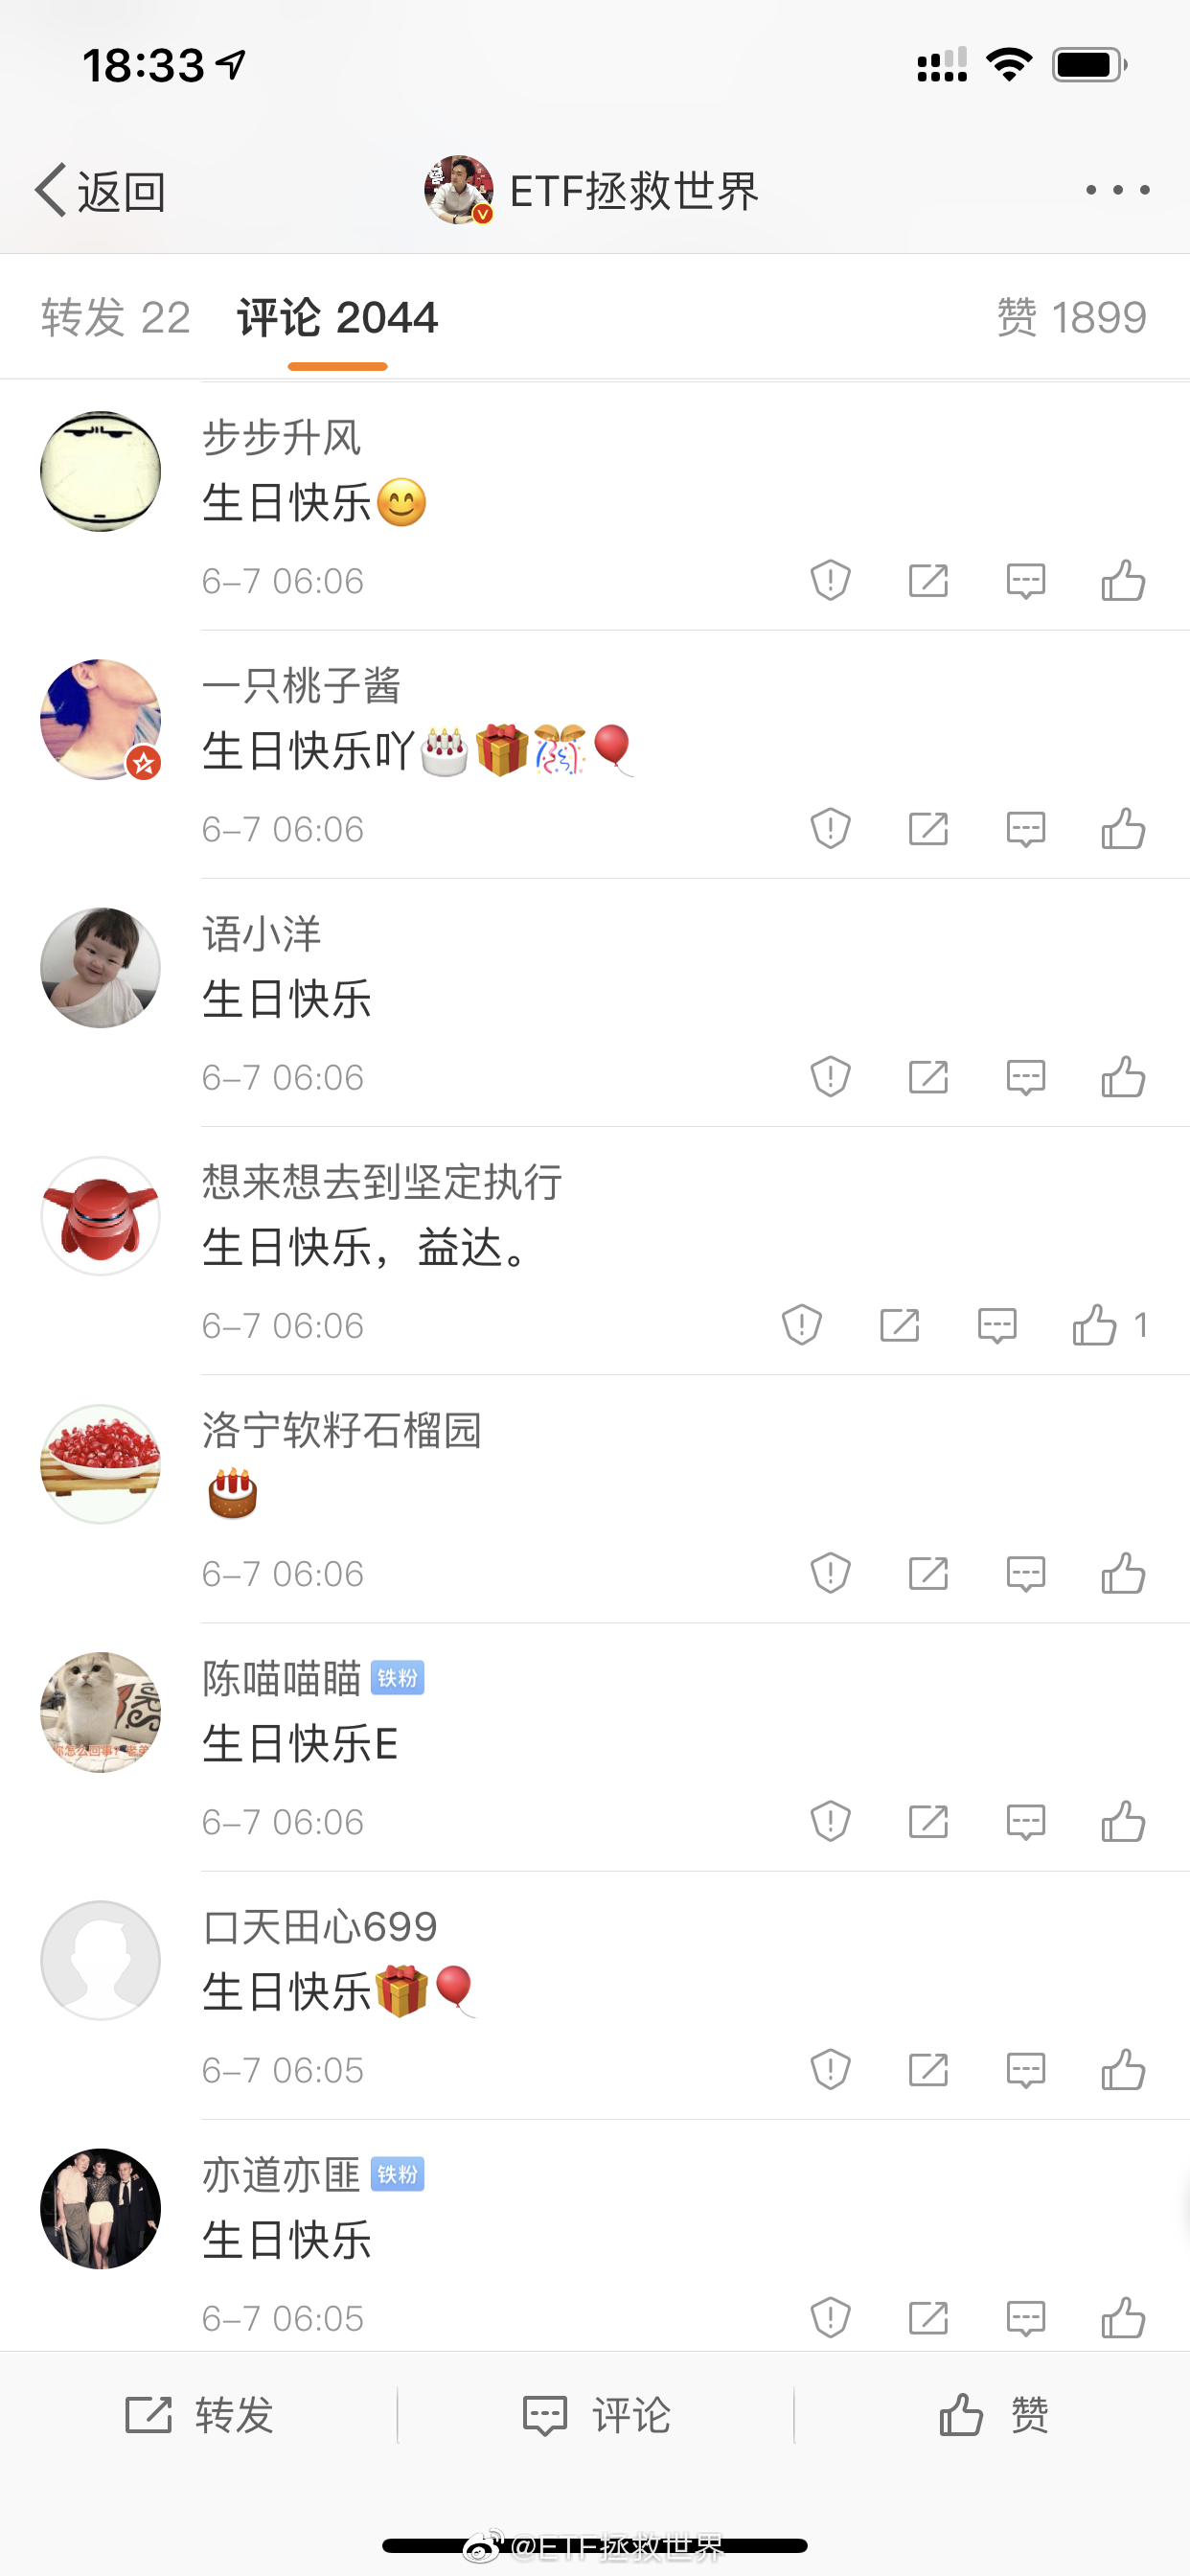 18:33
返回
ETF拯救世界
转发 22 评论 2044 赞 1899
步步升风
生日快乐😊
6-7 06:06
一只桃子酱
生日快乐吖🎂🎁🎊🎈
6-7 06:06
语小洋
生日快乐
6-7 06:06
想来想去到坚定执行
生日快乐，益达。
6-7 06:06 1
洛宁软籽石榴园
🎂
6-7 06:06
陈喵喵瞄 铁粉
生日快乐E
6-7 06:06
口天田心699
生日快乐🎁🎈
6-7 06:05
亦道亦匪 铁粉
生日快乐
6-7 06:05
转发 评论 赞
@ETF拯救世界